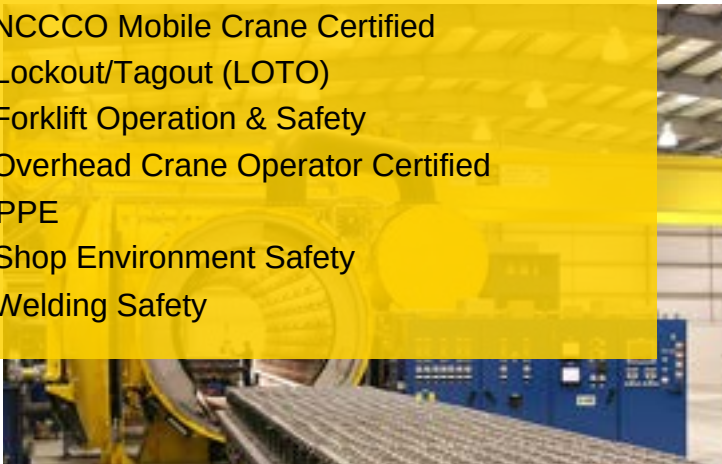 NCCCO Mobile Crane Certified
Lockout/Tagout (LOTO)
Forklift Operation & Safety
Overhead Crane Operator Certified
PPE
Shop Environment Safety
Welding Safety